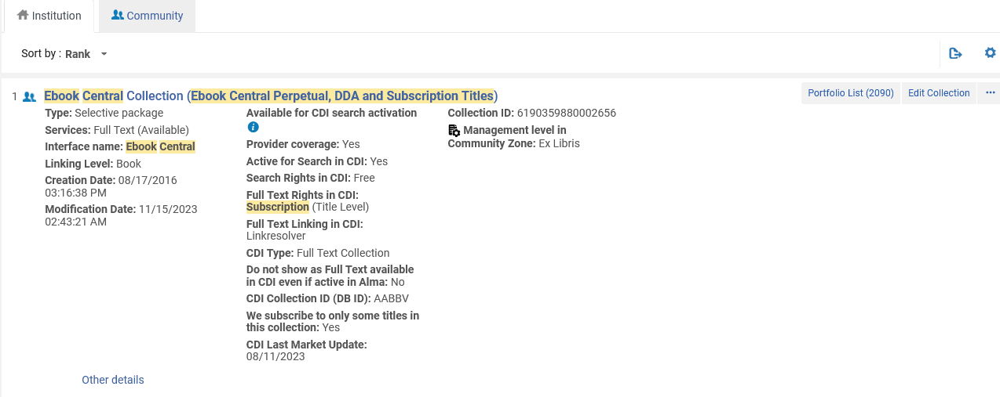 Institution
Community
Sort by : Rank
1
Ebook Central Collection (Ebook Central Perpetual, DDA and Subscription Titles)
Portfolio List (2090)
Edit Collection
...
Type: Selective package
Services: Full Text (Available)
Interface name: Ebook Central
Linking Level: Book
Creation Date: 08/17/2016
03:16:38 PM
Modification Date: 11/15/2023
02:43:21 AM
Available for CDI search activation
Provider coverage: Yes
Active for Search in CDI: Yes
Search Rights in CDI: Free
Full Text Rights in CDI:
Subscription (Title Level)
Full Text Linking in CDI:
Linkresolver
CDI Type: Full Text Collection
Do not show as Full Text available
in CDI even if active in Alma: No
CDI Collection ID (DB ID): AABBV
We subscribe to only some titles in
this collection: Yes
CDI Last Market Update:
08/11/2023
Collection ID: 6190359880002656
Management level in
Community Zone: Ex Libris
Other details